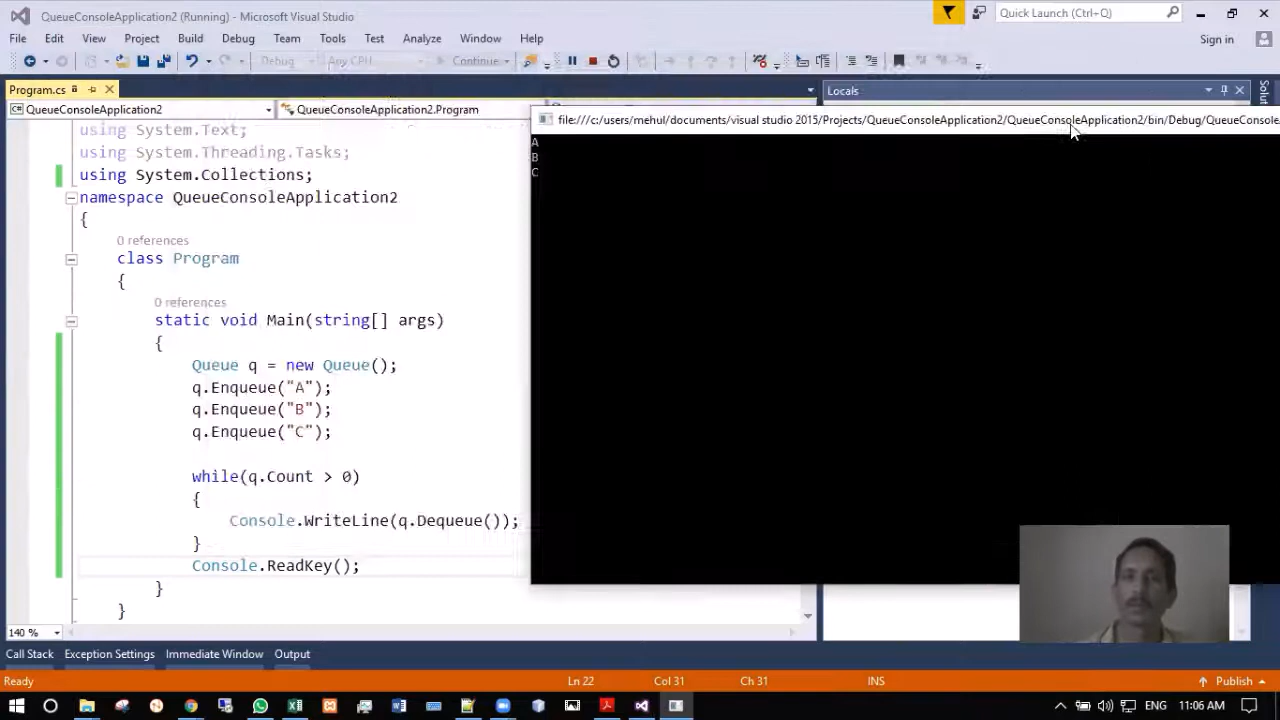 QueueConsoleApplication2 (Running) - Microsoft Visual Studio
Quick Launch (Ctrl+Q)
File Edit View Project Build Debug Team Tools Test Analyze Window Help
Sign in
Debug Any CPU Continue
Program.cs
Locals
QueueConsoleApplication2
QueueConsoleApplication2.Program
file:///c:/users/mehul/documents/visual studio 2015/Projects/QueueConsoleApplication2/QueueConsoleApplication2/bin/Debug/QueueConsole
A
B
C
using System.Text;
using System.Threading.Tasks;
using System.Collections;
namespace QueueConsoleApplication2
{
0 references
class Program
{
0 references
static void Main(string[] args)
{
Queue q = new Queue();
q.Enqueue("A");
q.Enqueue("B");
q.Enqueue("C");
while(q.Count > 0)
{
Console.WriteLine(q.Dequeue());
}
Console.ReadKey();
}
}
140 %
Call Stack Exception Settings Immediate Window Output
Ready Ln 22 Col 31 Ch 31 INS Publish
ENG 11:06 AM